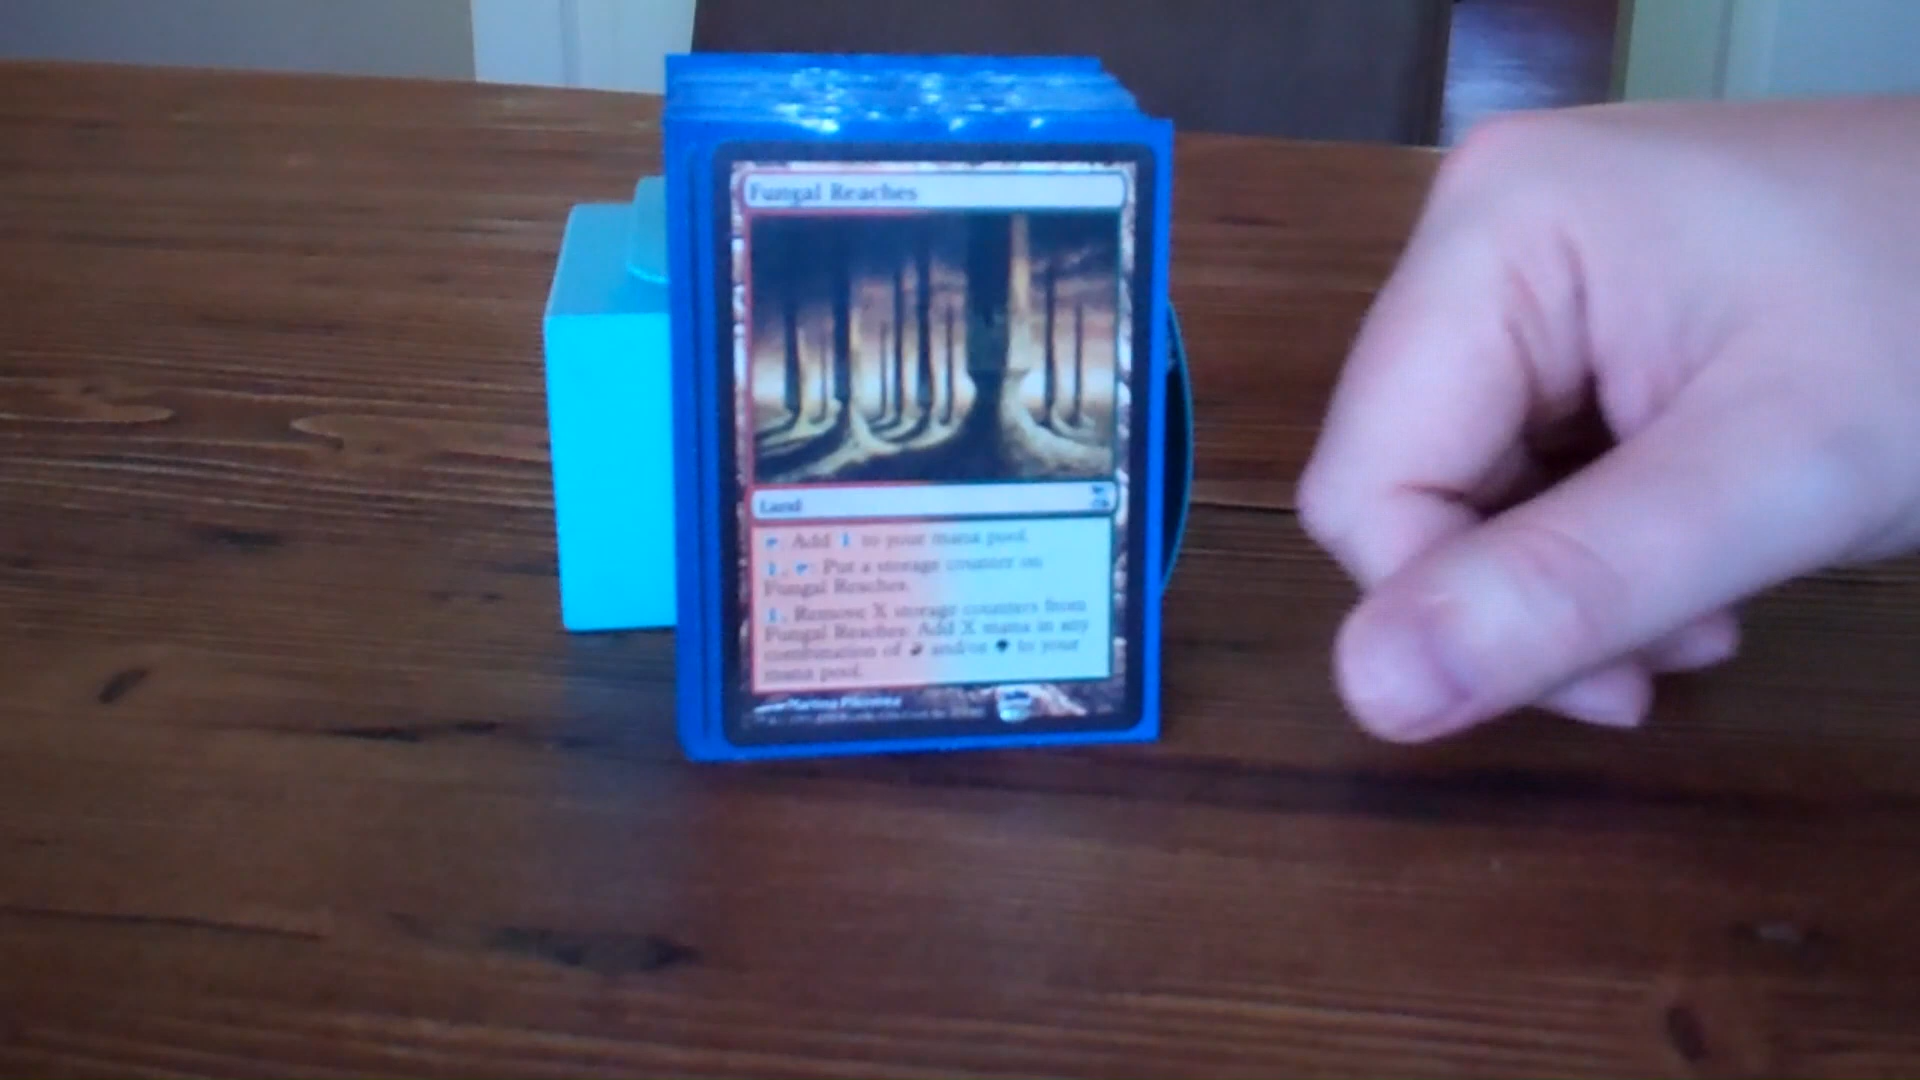 Fungal Reaches
Land
: Add 1 to your mana pool.
1, : Put a storage counter on
Fungal Reaches.
1, Remove X storage counters from
Fungal Reaches: Add X mana in any
combination of and/or to your
mana pool.